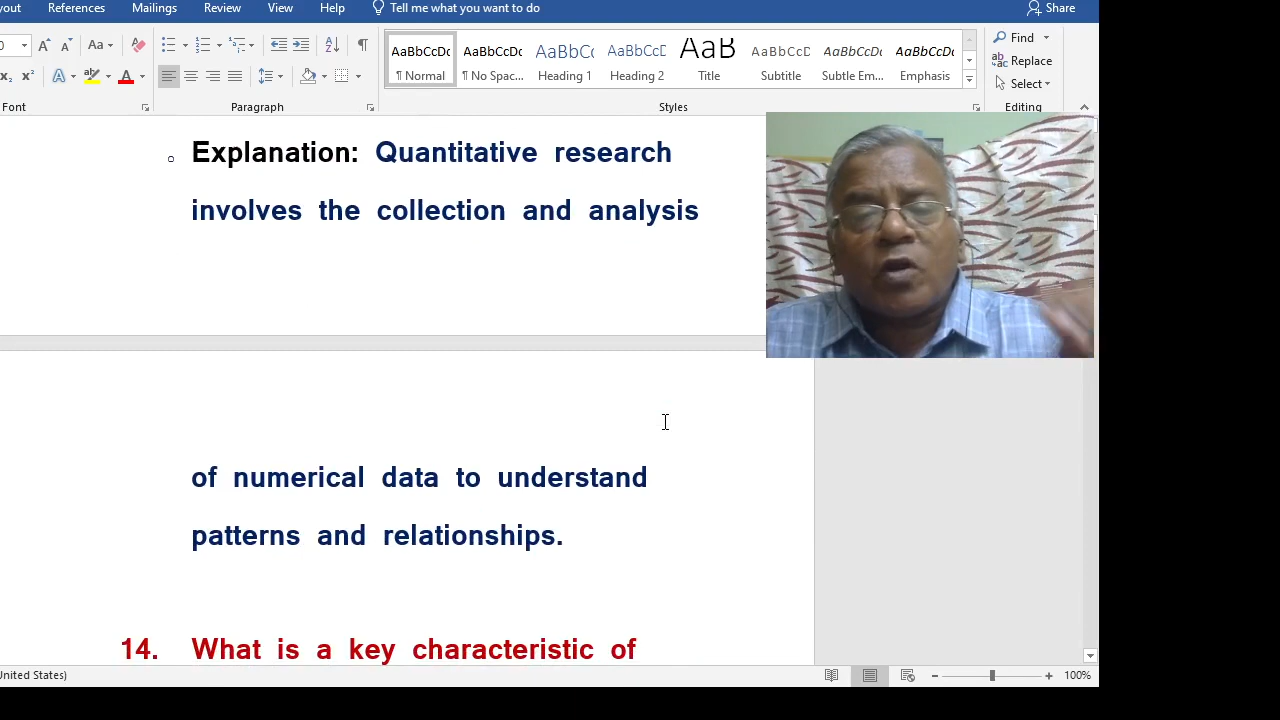 yout References Mailings Review View Help Tell me what you want to do Share
Aa Find
Replace
Select
AaBbCcDc AaBbCcDc AaBbCc AaBbCcD AaB AaBbCcD AaBbCcDc AaBbCcDc
¶ Normal ¶ No Spac... Heading 1 Heading 2 Title Subtitle Subtle Em... Emphasis
Font Paragraph Styles Editing
Explanation: Quantitative research
involves the collection and analysis
of numerical data to understand
patterns and relationships.
14. What is a key characteristic of
United States) 100%